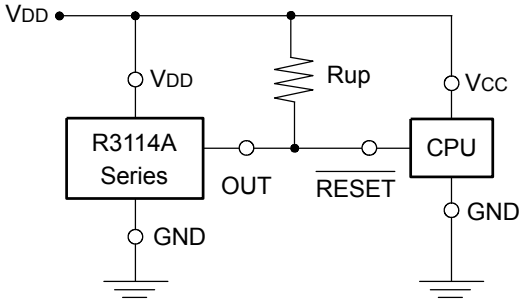 VDD
VDD
Rup
VCC
R3114A
Series
CPU
OUT
RESET
GND
GND